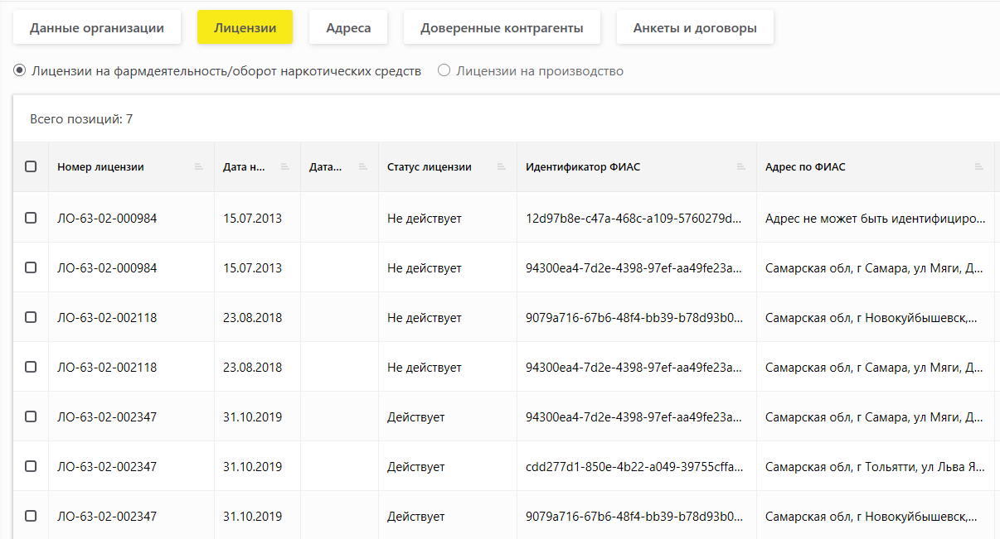 Данные организации Лицензии Адреса Доверенные контрагенты Анкеты и договоры
Лицензии на фармдеятельность/оборот наркотических средств Лицензии на производство
Всего позиций: 7
Номер лицензии Дата н... Дата... Статус лицензии Идентификатор ФИАС Адрес по ФИАС
ЛО-63-02-000984 15.07.2013 Не действует 12d97b8e-c47a-468c-a109-5760279d... Адрес не может быть идентифициро...
ЛО-63-02-000984 15.07.2013 Не действует 94300ea4-7d2e-4398-97ef-aa49fe23a... Самарская обл, г Самара, ул Мяги, Д...
ЛО-63-02-002118 23.08.2018 Не действует 9079a716-67b6-48f4-bb39-b78d93b0... Самарская обл, г Новокуйбышевск,...
ЛО-63-02-002118 23.08.2018 Не действует 94300ea4-7d2e-4398-97ef-aa49fe23a... Самарская обл, г Самара, ул Мяги, Д...
ЛО-63-02-002347 31.10.2019 Действует 94300ea4-7d2e-4398-97ef-aa49fe23a... Самарская обл, г Самара, ул Мяги, Д...
ЛО-63-02-002347 31.10.2019 Действует cdd277d1-850e-4b22-a049-39755cffa... Самарская обл, г Тольятти, ул Льва Я...
ЛО-63-02-002347 31.10.2019 Действует 9079a716-67b6-48f4-bb39-b78d93b0... Самарская обл, г Новокуйбышевск,...